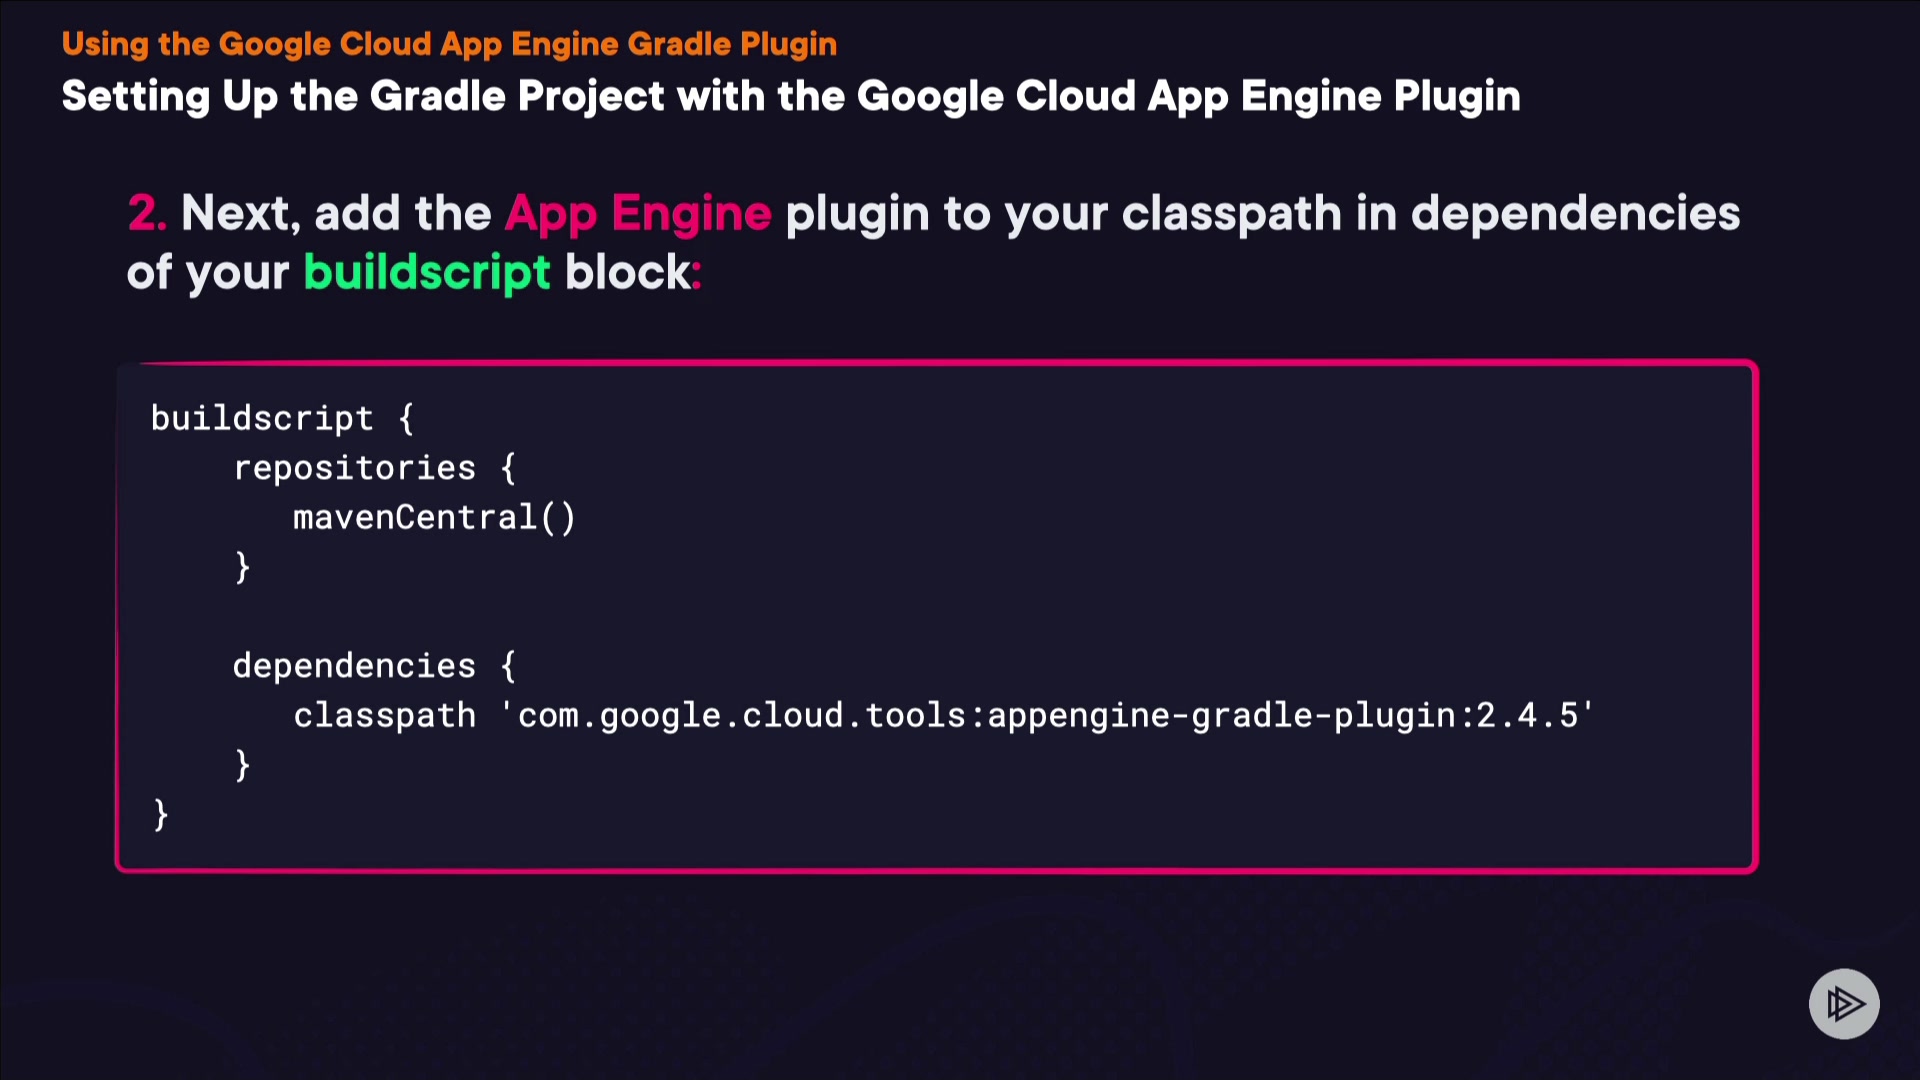 Using the Google Cloud App Engine Gradle Plugin
Setting Up the Gradle Project with the Google Cloud App Engine Plugin
2. Next, add the App Engine plugin to your classpath in dependencies
of your buildscript block:
buildscript {
    repositories {
       mavenCentral()
    }

    dependencies {
       classpath 'com.google.cloud.tools:appengine-gradle-plugin:2.4.5'
    }
}